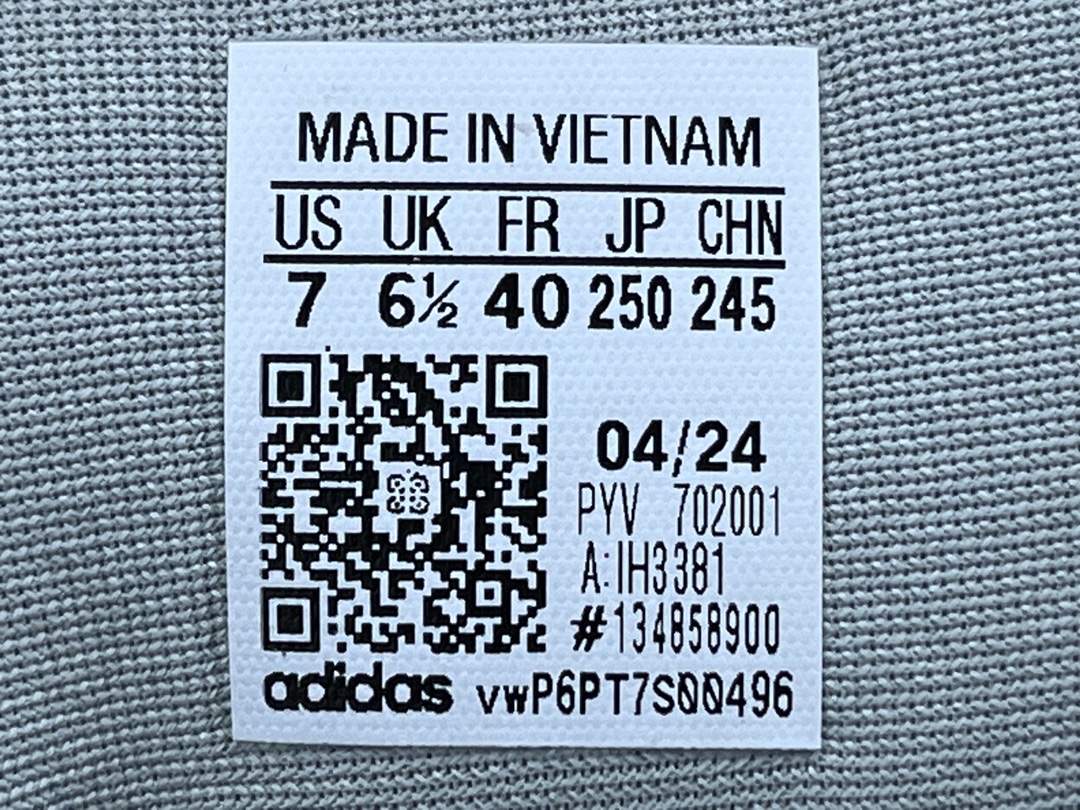 MADE IN VIETNAM
US UK FR JP CHN
7 6½ 40 250 245
04/24
PYV 702001
A:IH3381
#134858900
adidas vwP6PT7S00496